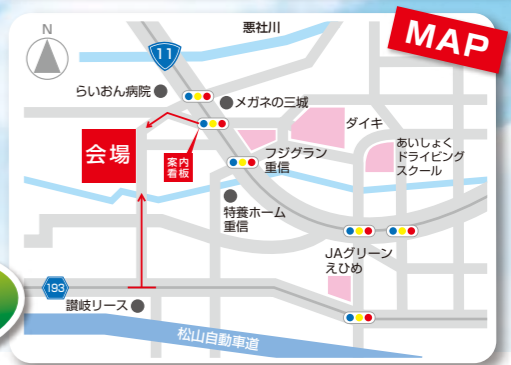 N
悪社川
MAP
11
らいおん病院
メガネの三城
ダイキ
会場
案内
看板
フジグラン
重信
あいしょく
ドライビング
スクール
特養ホーム
重信
JAグリーン
えひめ
193
讃岐リース
松山自動車道